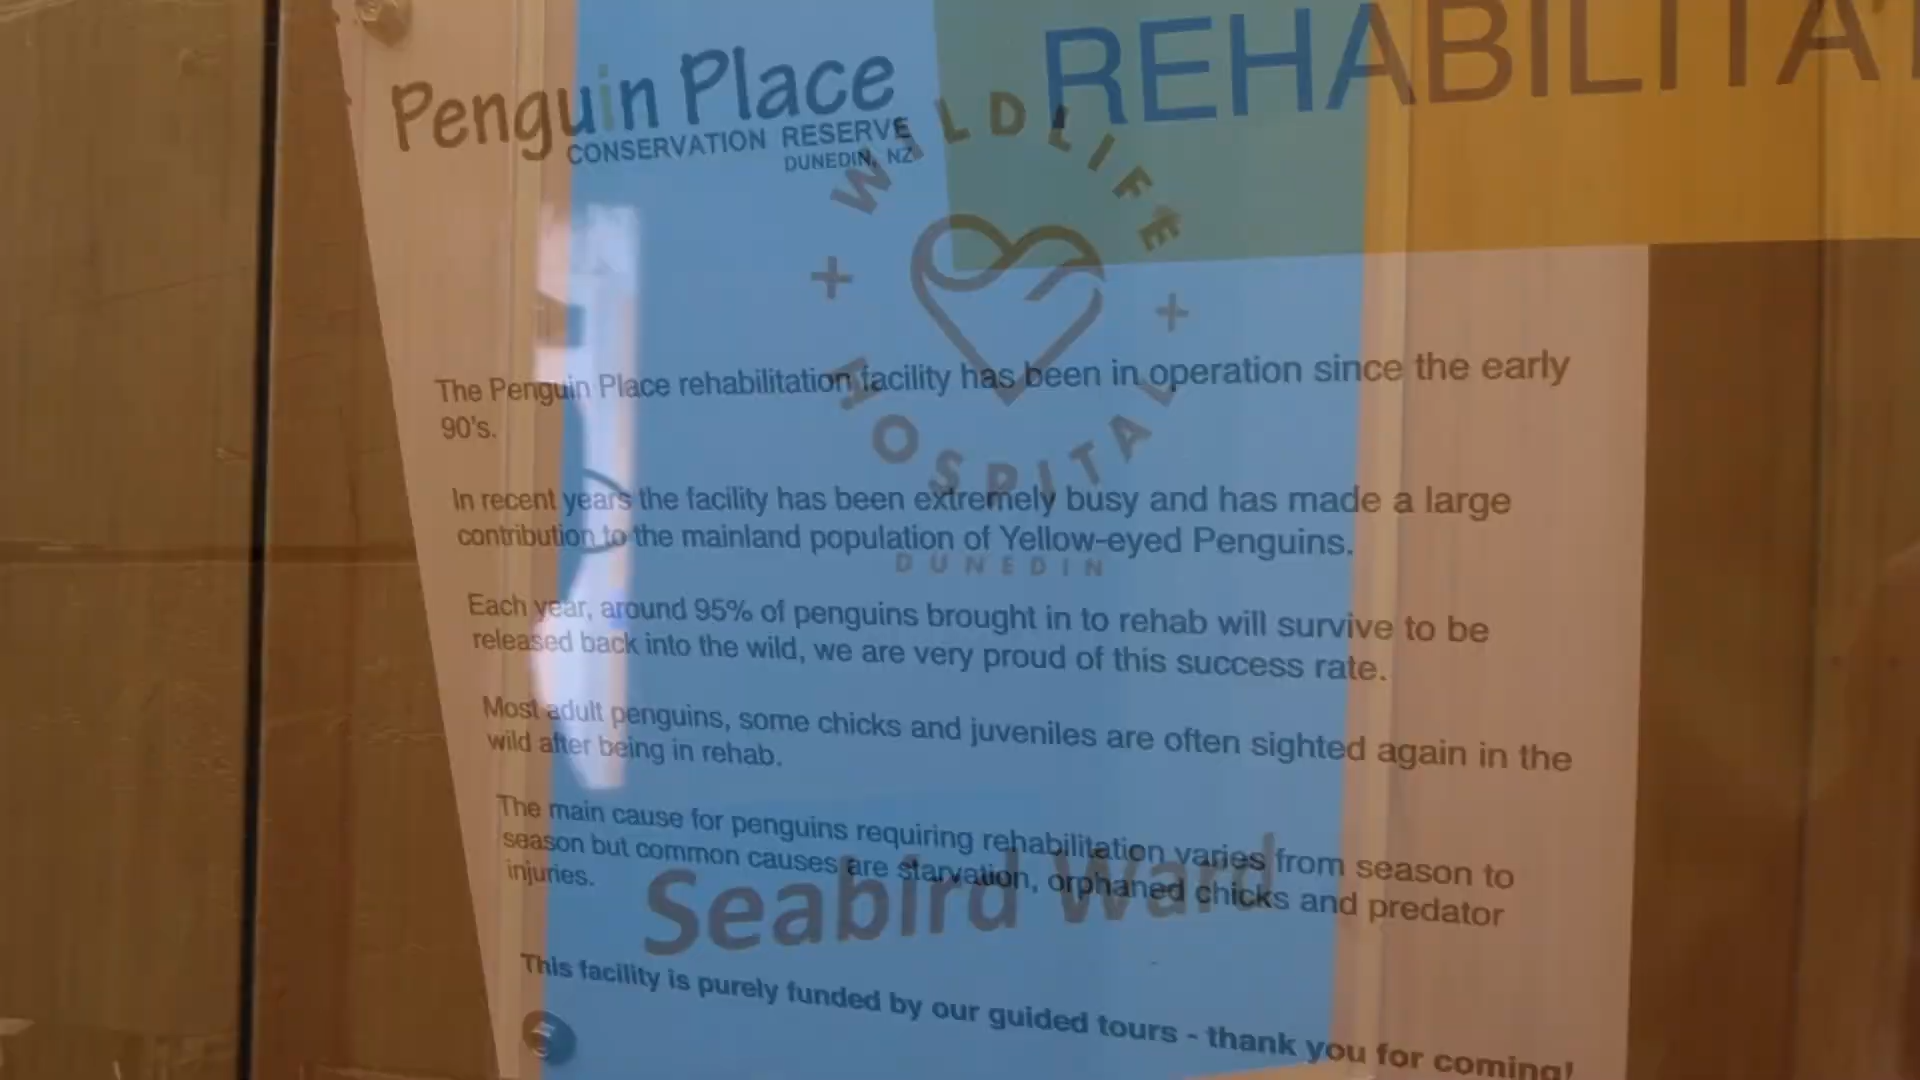 Penguin Place
CONSERVATION RESERVE
DUNEDIN, NZ
REHABILITAT
WILDLIFE
HOSPITAL
DUNEDIN
The Penguin Place rehabilitation facility has been in operation since the early
90's.
In recent years the facility has been extremely busy and has made a large
contribution to the mainland population of Yellow-eyed Penguins.
Each year, around 95% of penguins brought in to rehab will survive to be
released back into the wild, we are very proud of this success rate.
Most adult penguins, some chicks and juveniles are often sighted again in the
wild after being in rehab.
The main cause for penguins requiring rehabilitation varies from season to
season but common causes are starvation, orphaned chicks and predator
injuries.
Seabird Ward
This facility is purely funded by our guided tours - thank you for coming!